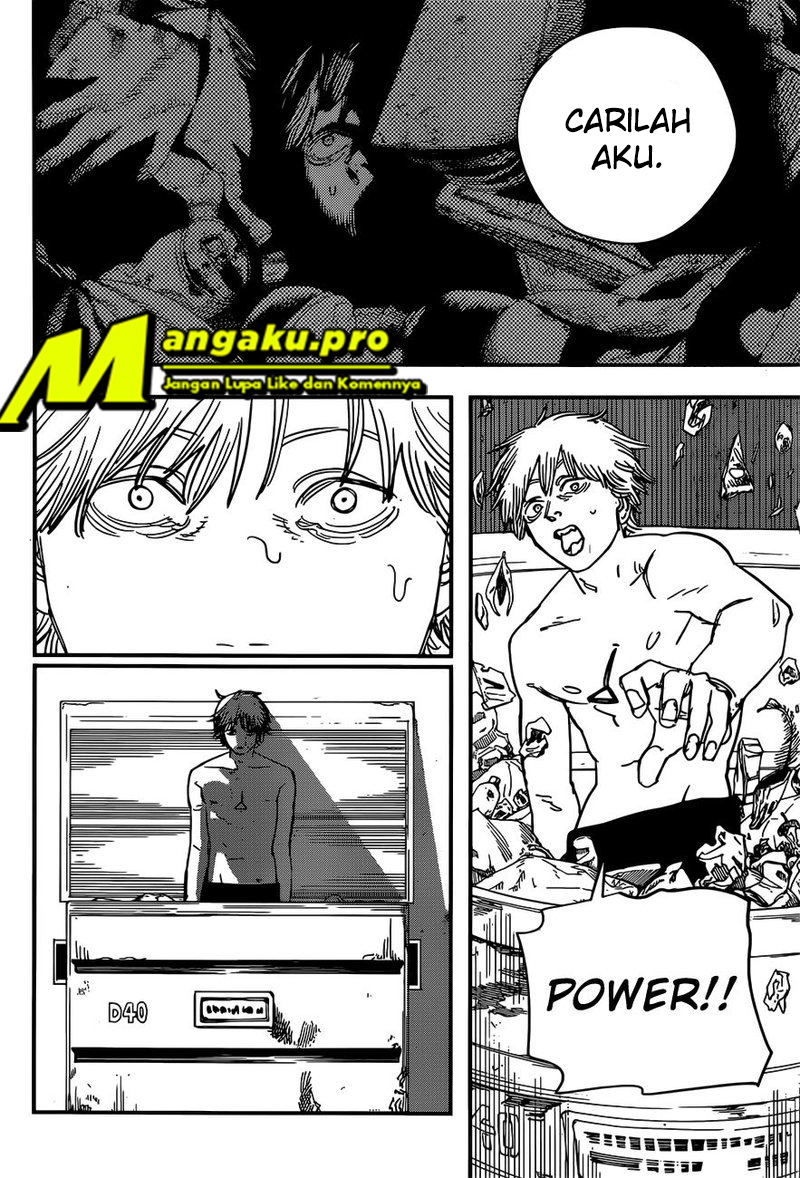 CARILAH
AKU.
Mangaku.pro
Jangan Lupa Like dan Komennya
POWER!!
D40